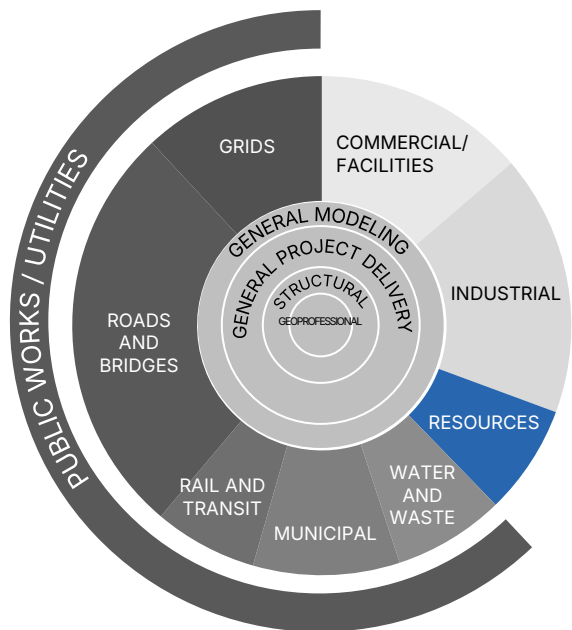 PUBLIC WORKS / UTILITIES
GRIDS
COMMERCIAL/
FACILITIES
INDUSTRIAL
RESOURCES
WATER
AND
WASTE
MUNICIPAL
RAIL AND
TRANSIT
ROADS
AND
BRIDGES
GENERAL MODELING
GENERAL PROJECT DELIVERY
STRUCTURAL
GEOPROFESSIONAL